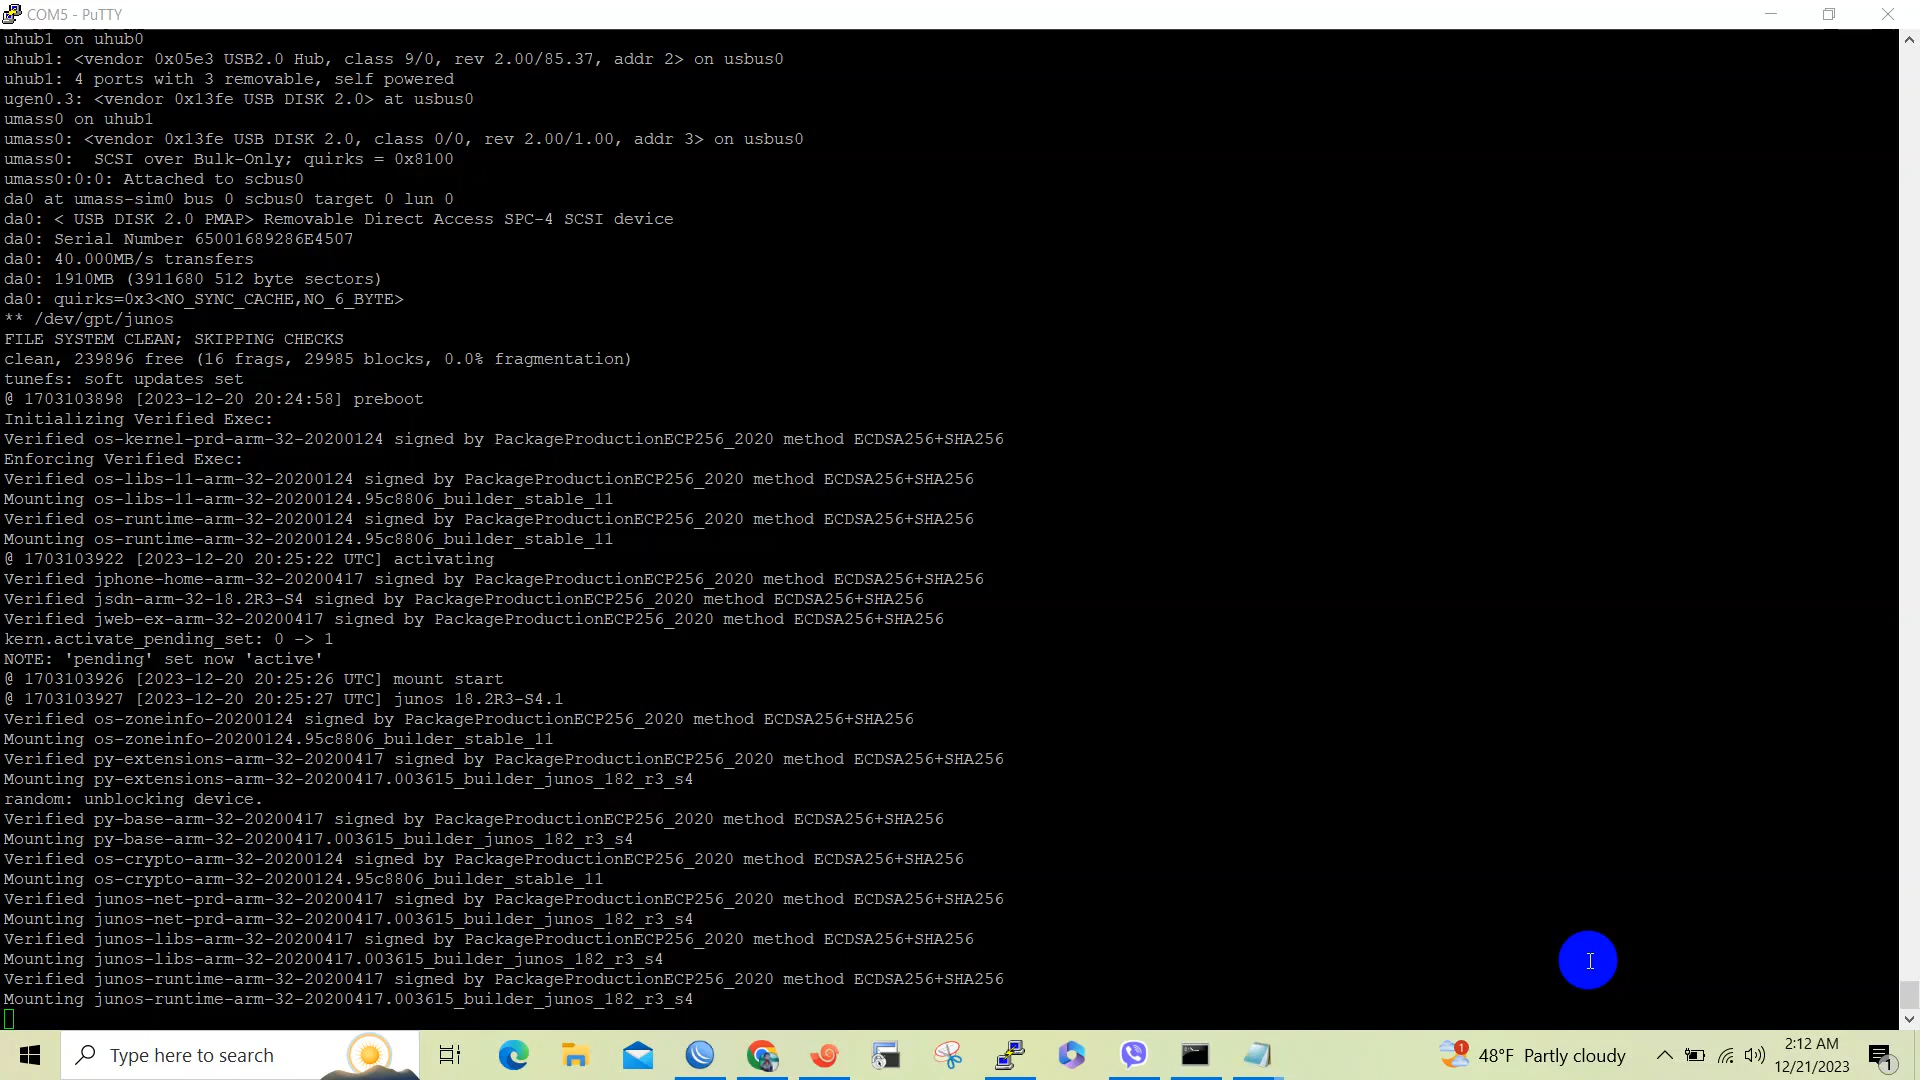 COM5 - PuTTY
uhub1 on uhub0
uhub1: <vendor 0x05e3 USB2.0 Hub, class 9/0, rev 2.00/85.37, addr 2> on usbus0
uhub1: 4 ports with 3 removable, self powered
ugen0.3: <vendor 0x13fe USB DISK 2.0> at usbus0
umass0 on uhub1
umass0: <vendor 0x13fe USB DISK 2.0, class 0/0, rev 2.00/1.00, addr 3> on usbus0
umass0:  SCSI over Bulk-Only; quirks = 0x8100
umass0:0:0: Attached to scbus0
da0 at umass-sim0 bus 0 scbus0 target 0 lun 0
da0: < USB DISK 2.0 PMAP> Removable Direct Access SPC-4 SCSI device
da0: Serial Number 65001689286E4507
da0: 40.000MB/s transfers
da0: 1910MB (3911680 512 byte sectors)
da0: quirks=0x3<NO_SYNC_CACHE,NO_6_BYTE>
** /dev/gpt/junos
FILE SYSTEM CLEAN; SKIPPING CHECKS
clean, 239896 free (16 frags, 29985 blocks, 0.0% fragmentation)
tunefs: soft updates set
@ 1703103898 [2023-12-20 20:24:58] preboot
Initializing Verified Exec:
Verified os-kernel-prd-arm-32-20200124 signed by PackageProductionECP256_2020 method ECDSA256+SHA256
Enforcing Verified Exec:
Verified os-libs-11-arm-32-20200124 signed by PackageProductionECP256_2020 method ECDSA256+SHA256
Mounting os-libs-11-arm-32-20200124.95c8806_builder_stable_11
Verified os-runtime-arm-32-20200124 signed by PackageProductionECP256_2020 method ECDSA256+SHA256
Mounting os-runtime-arm-32-20200124.95c8806_builder_stable_11
@ 1703103922 [2023-12-20 20:25:22 UTC] activating
Verified jphone-home-arm-32-20200417 signed by PackageProductionECP256_2020 method ECDSA256+SHA256
Verified jsdn-arm-32-18.2R3-S4 signed by PackageProductionECP256_2020 method ECDSA256+SHA256
Verified jweb-ex-arm-32-20200417 signed by PackageProductionECP256_2020 method ECDSA256+SHA256
kern.activate_pending_set: 0 -> 1
NOTE: 'pending' set now 'active'
@ 1703103926 [2023-12-20 20:25:26 UTC] mount start
@ 1703103927 [2023-12-20 20:25:27 UTC] junos 18.2R3-S4.1
Verified os-zoneinfo-20200124 signed by PackageProductionECP256_2020 method ECDSA256+SHA256
Mounting os-zoneinfo-20200124.95c8806_builder_stable_11
Verified py-extensions-arm-32-20200417 signed by PackageProductionECP256_2020 method ECDSA256+SHA256
Mounting py-extensions-arm-32-20200417.003615_builder_junos_182_r3_s4
random: unblocking device.
Verified py-base-arm-32-20200417 signed by PackageProductionECP256_2020 method ECDSA256+SHA256
Mounting py-base-arm-32-20200417.003615_builder_junos_182_r3_s4
Verified os-crypto-arm-32-20200124 signed by PackageProductionECP256_2020 method ECDSA256+SHA256
Mounting os-crypto-arm-32-20200124.95c8806_builder_stable_11
Verified junos-net-prd-arm-32-20200417 signed by PackageProductionECP256_2020 method ECDSA256+SHA256
Mounting junos-net-prd-arm-32-20200417.003615_builder_junos_182_r3_s4
Verified junos-libs-arm-32-20200417 signed by PackageProductionECP256_2020 method ECDSA256+SHA256
Mounting junos-libs-arm-32-20200417.003615_builder_junos_182_r3_s4
Verified junos-runtime-arm-32-20200417 signed by PackageProductionECP256_2020 method ECDSA256+SHA256
Mounting junos-runtime-arm-32-20200417.003615_builder_junos_182_r3_s4
Type here to search
1
48°F Partly cloudy
2:12 AM
12/21/2023
1